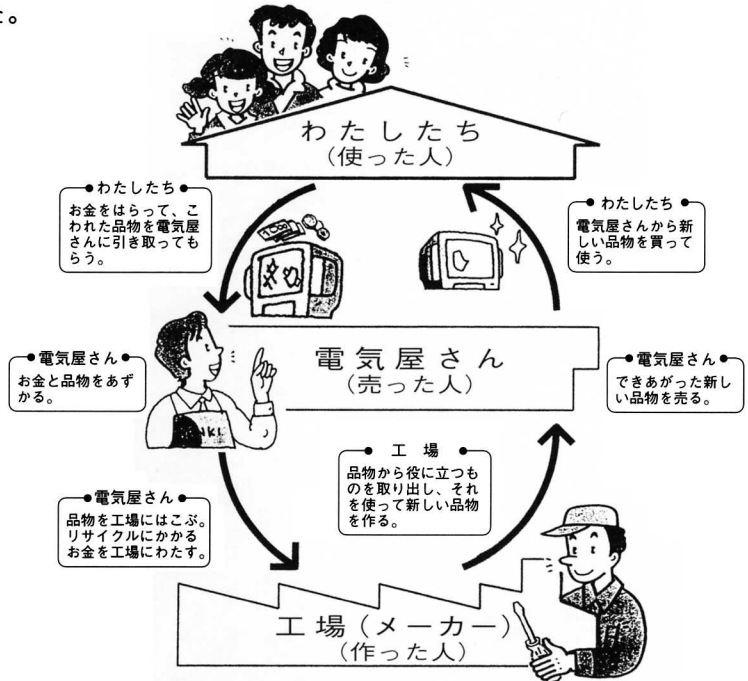 た。
わたしたち
(使った人)
わたしたち
お金をはらって、こ
われた品物を電気屋
さんに引き取っても
らう。
わたしたち
電気屋さんから新
しい品物を買って
使う。
電気屋さん
お金と品物をあず
かる。
電気屋さん
(売った人)
電気屋さん
できあがった新し
い品物を売る。
工場
品物から役に立つも
のを取り出し、それ
を使って新しい品物
を作る。
電気屋さん
品物を工場にはこぶ。
リサイクルにかかる
お金を工場にわたす。
工場(メーカー)
(作った人)